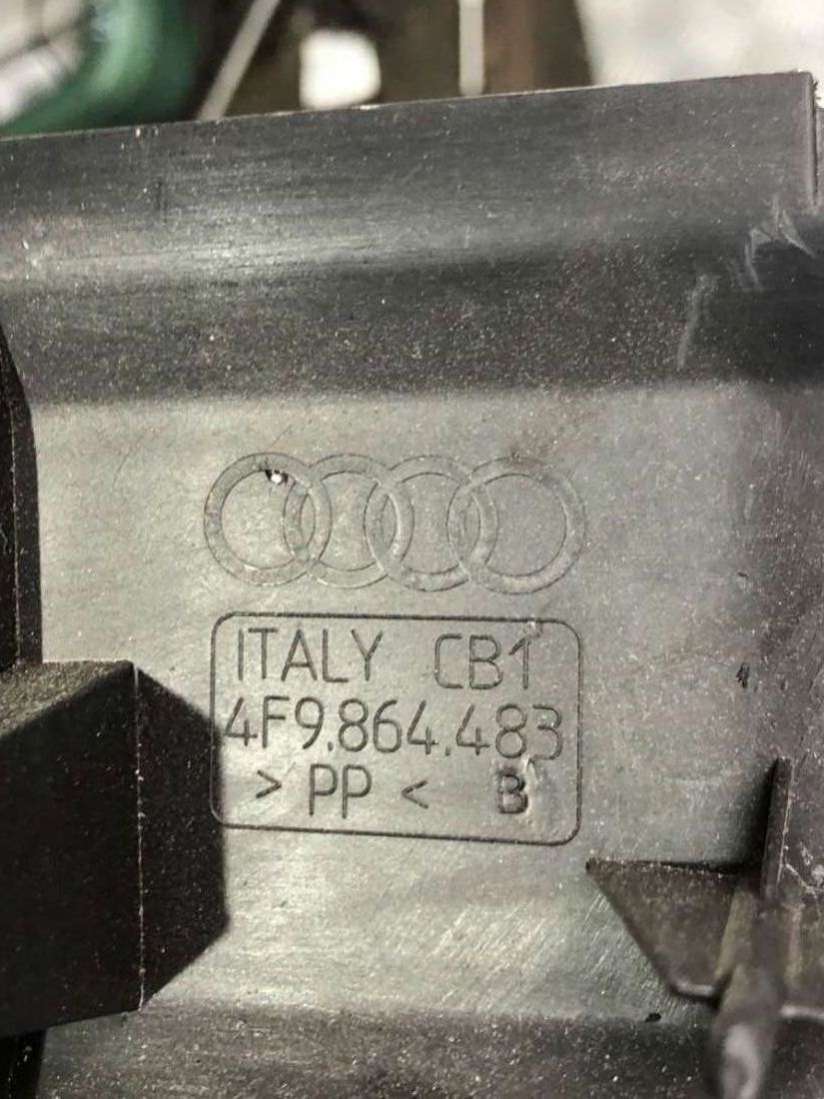 ITALY CB1
4F9.864.483
> PP < B